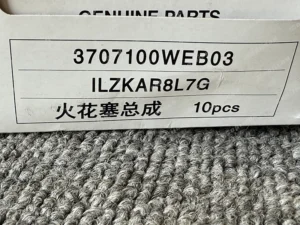 GENUINE PARTS
3707100WEB03
ILZKAR8L7G
火花塞总成 10pcs